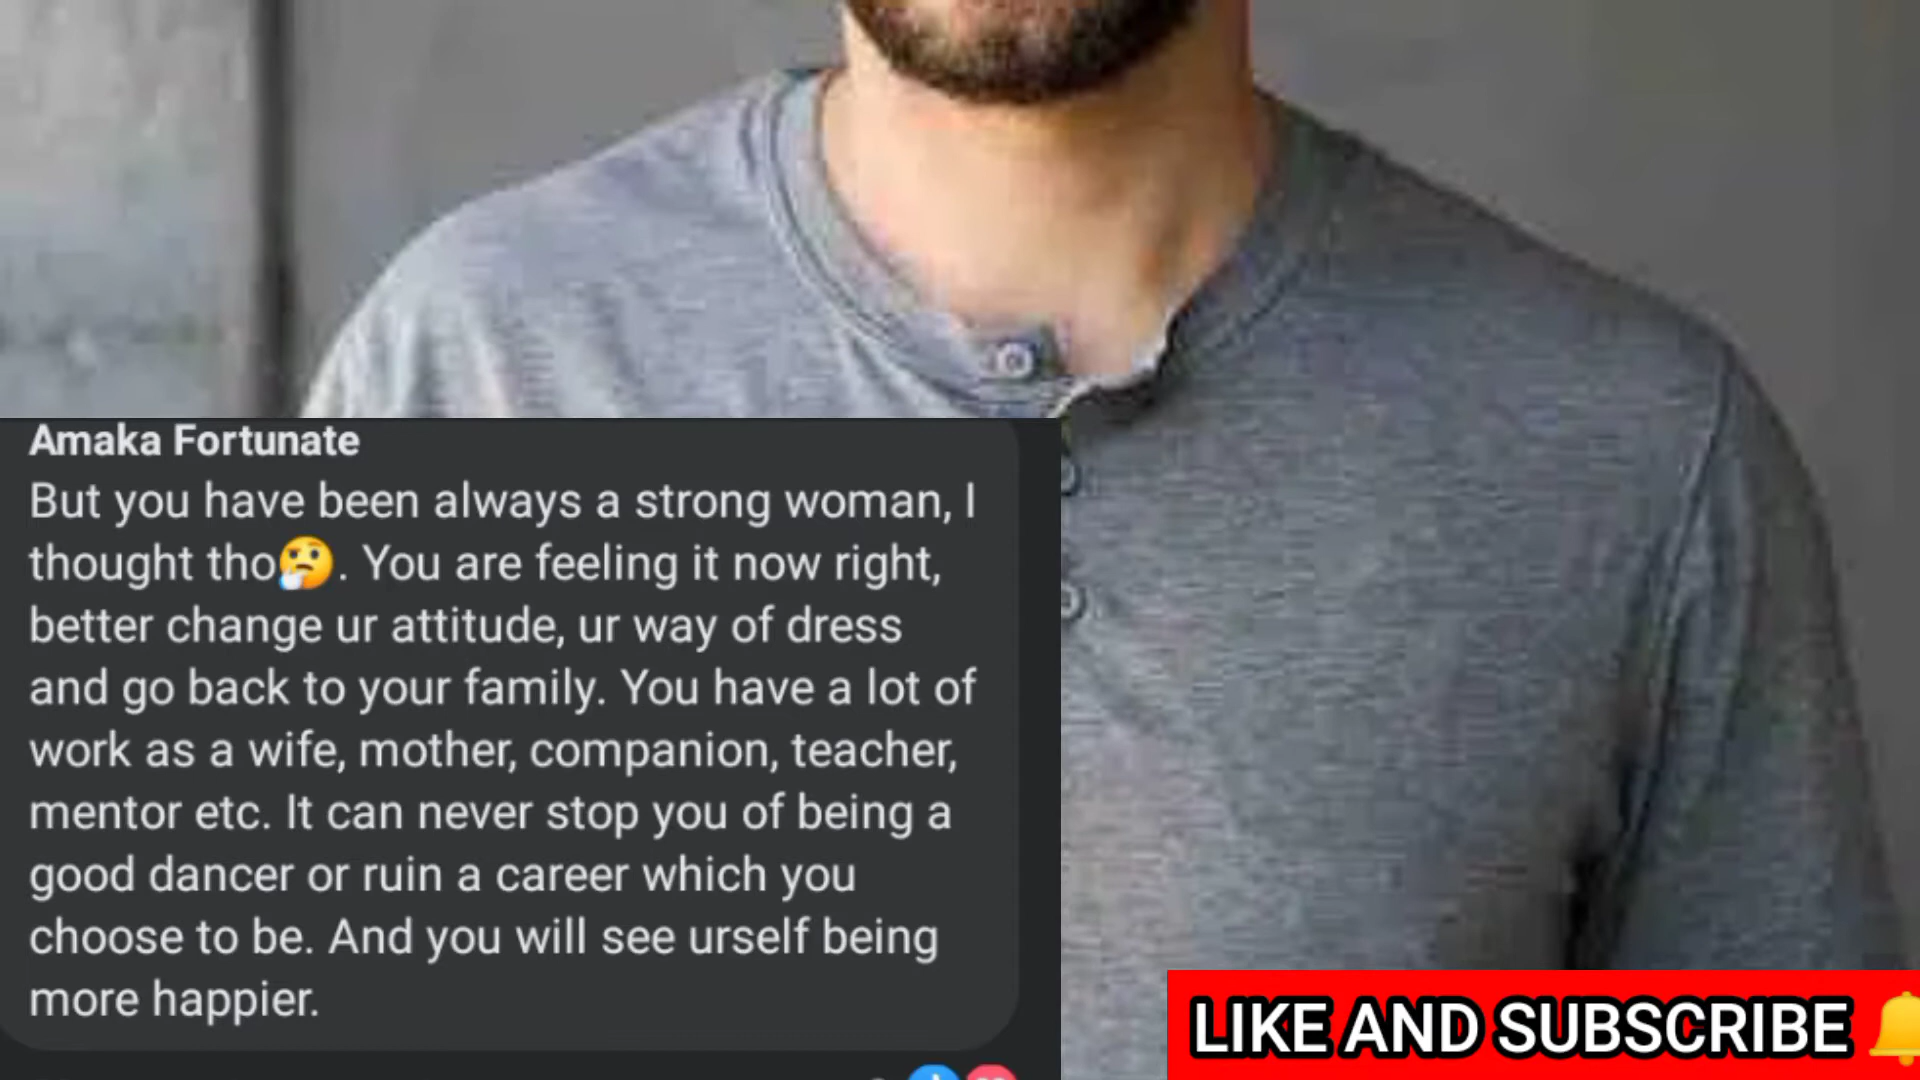 Amaka Fortunate
But you have been always a strong woman, I
thought tho🤔. You are feeling it now right,
better change ur attitude, ur way of dress
and go back to your family. You have a lot of
work as a wife, mother, companion, teacher,
mentor etc. It can never stop you of being a
good dancer or ruin a career which you
choose to be. And you will see urself being
more happier.
LIKE AND SUBSCRIBE 🔔